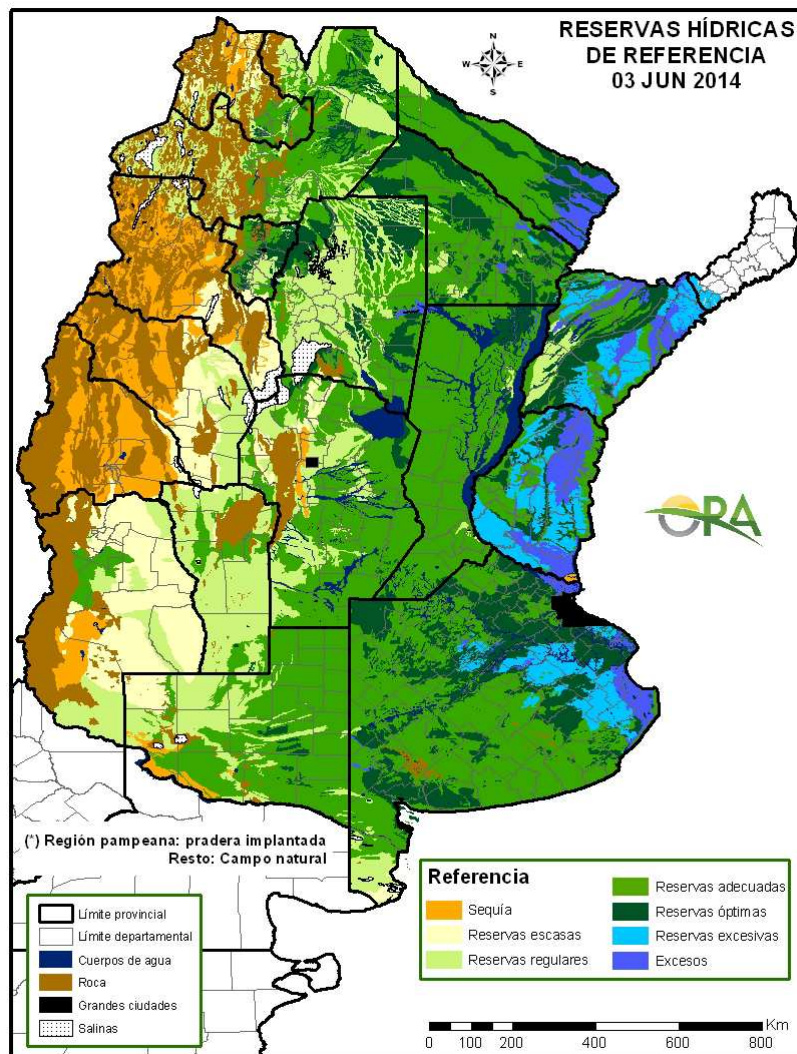 RESERVAS HÍDRICAS
DE REFERENCIA
03 JUN 2014
N
W E
S
OPA
(*) Región pampeana: pradera implantada
Resto: Campo natural
Límite provincial
Límite departamental
Cuerpos de agua
Roca
Grandes ciudades
Salinas
Referencia
Sequía
Reservas escasas
Reservas regulares
Reservas adecuadas
Reservas óptimas
Reservas excesivas
Excesos
Km
0 100 200 400 600 800